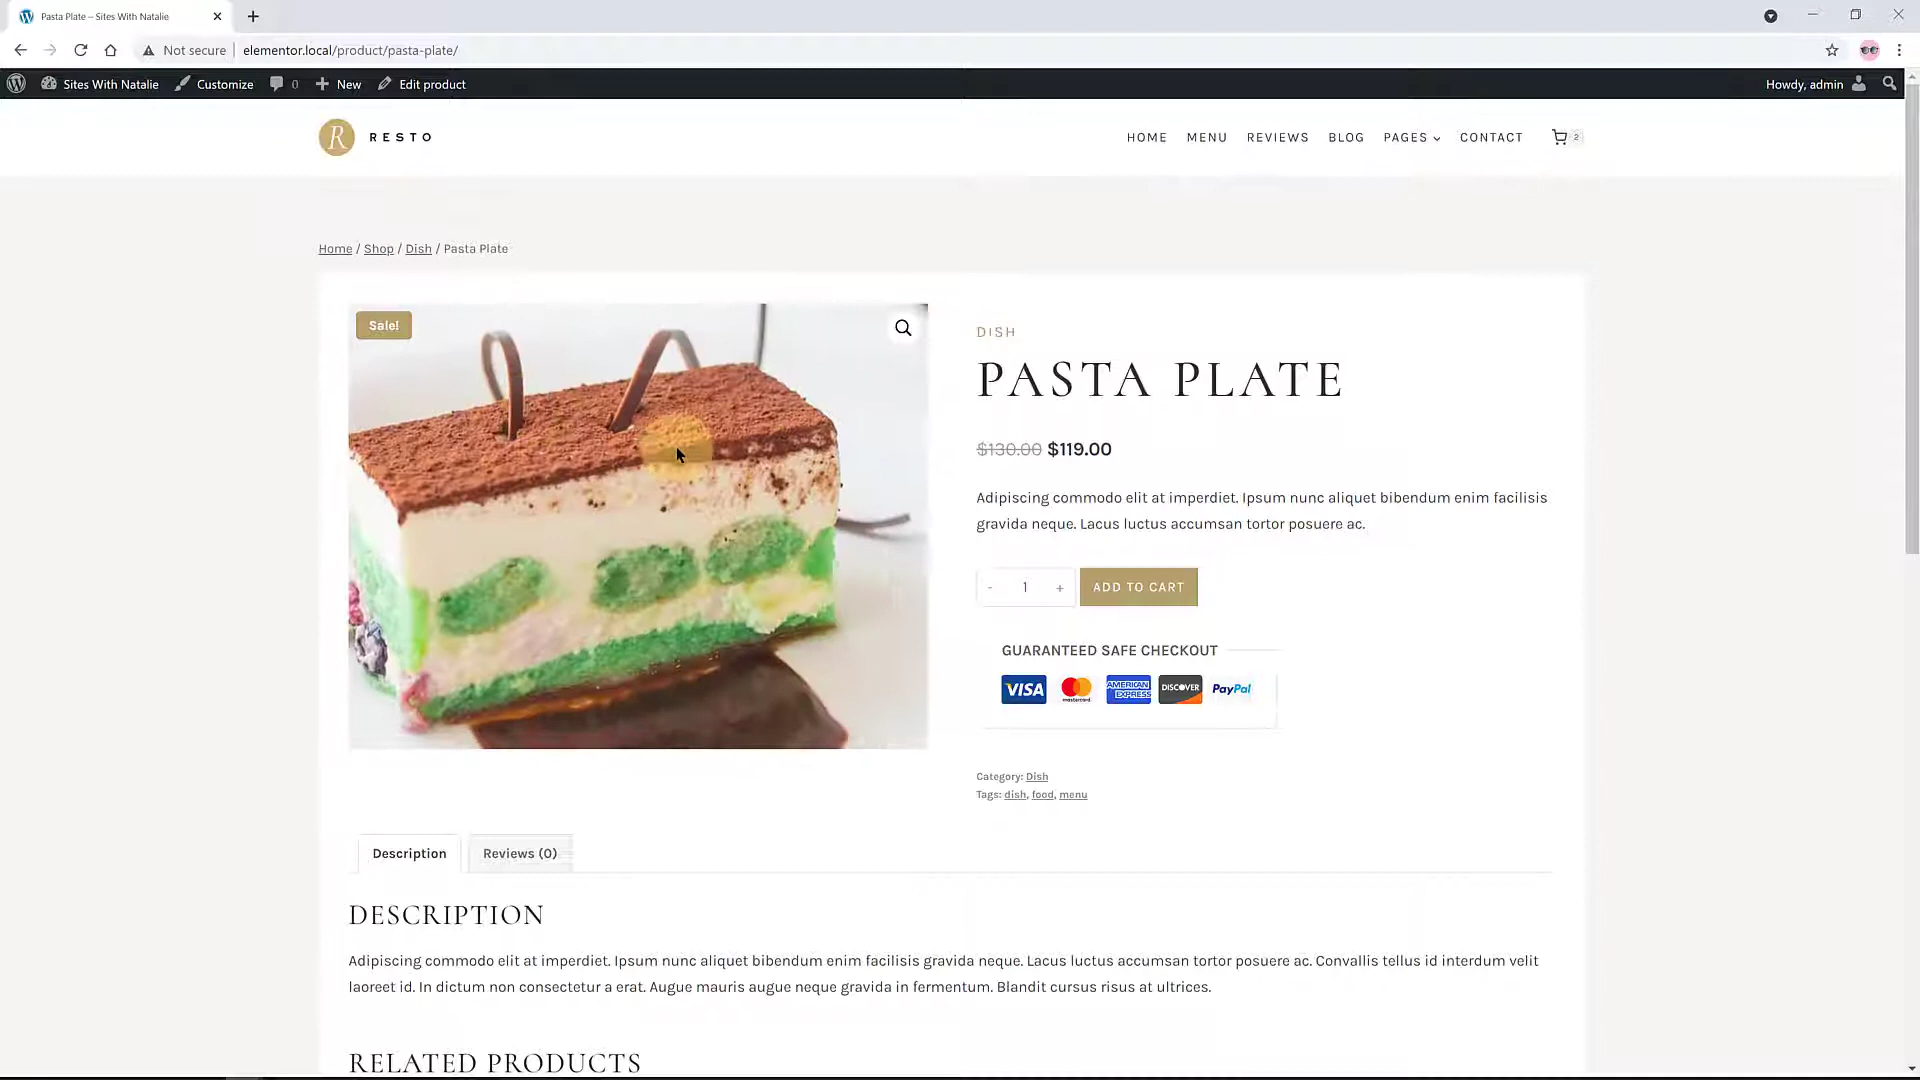 Pasta Plate – Sites With Natalie
Not secure
elementor.local/product/pasta-plate/
Sites With Natalie
Customize
0
New
Edit product
Howdy, admin
R
RESTO
HOME
MENU
REVIEWS
BLOG
PAGES
CONTACT
2
Home / Shop / Dish / Pasta Plate
Sale!
DISH
PASTA PLATE
$130.00 $119.00
Adipiscing commodo elit at imperdiet. Ipsum nunc aliquet bibendum enim facilisis
gravida neque. Lacus luctus accumsan tortor posuere ac.
- 1 +
ADD TO CART
GUARANTEED SAFE CHECKOUT
VISA
mastercard
AMERICAN EXPRESS
DISCOVER
PayPal
Category: Dish
Tags: dish, food, menu
Description
Reviews (0)
DESCRIPTION
Adipiscing commodo elit at imperdiet. Ipsum nunc aliquet bibendum enim facilisis gravida neque. Lacus luctus accumsan tortor posuere ac. Convallis tellus id interdum velit
laoreet id. In dictum non consectetur a erat. Augue mauris augue neque gravida in fermentum. Blandit cursus risus at ultrices.
RELATED PRODUCTS